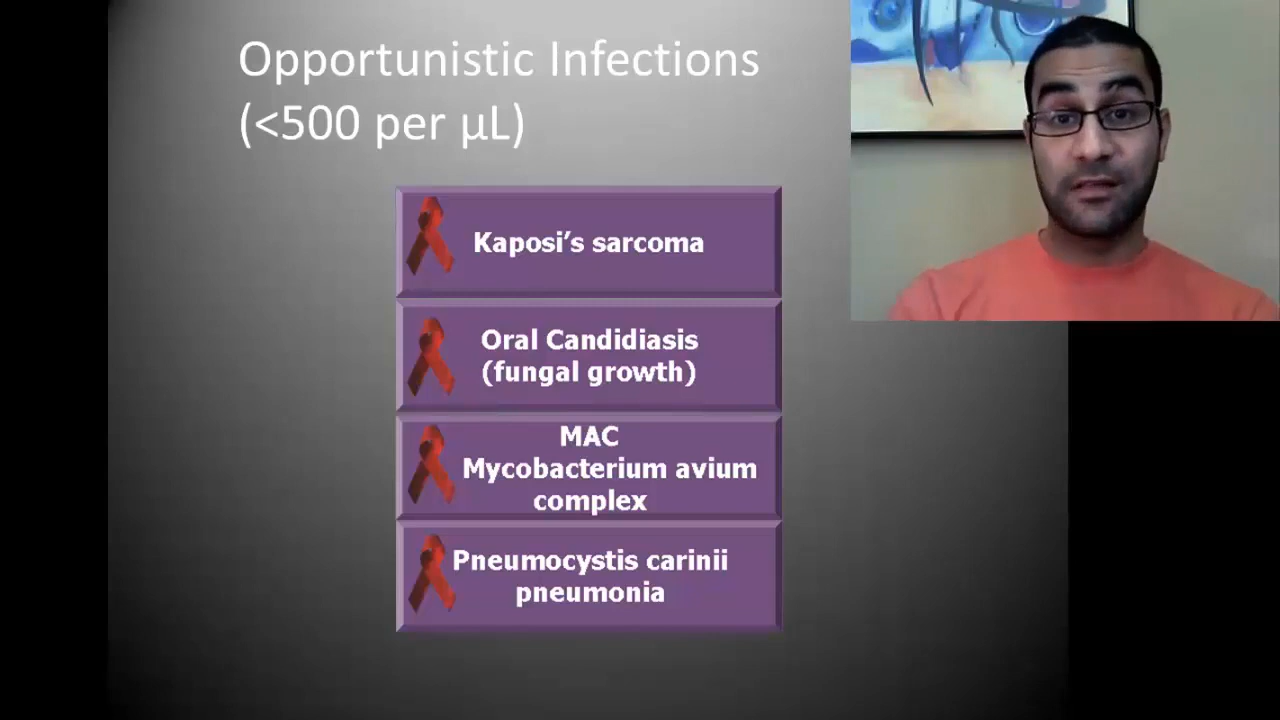 Opportunistic Infections
(<500 per µL)
Kaposi’s sarcoma
Oral Candidiasis
(fungal growth)
MAC
Mycobacterium avium
complex
Pneumocystis carinii
pneumonia